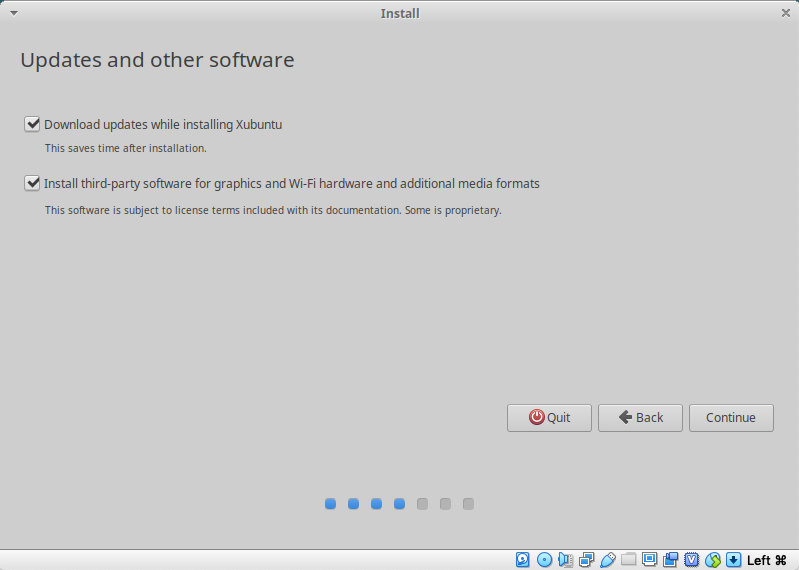 Install
Updates and other software
Download updates while installing Xubuntu
This saves time after installation.
Install third-party software for graphics and Wi-Fi hardware and additional media formats
This software is subject to license terms included with its documentation. Some is proprietary.
Quit Back Continue
Left ⌘